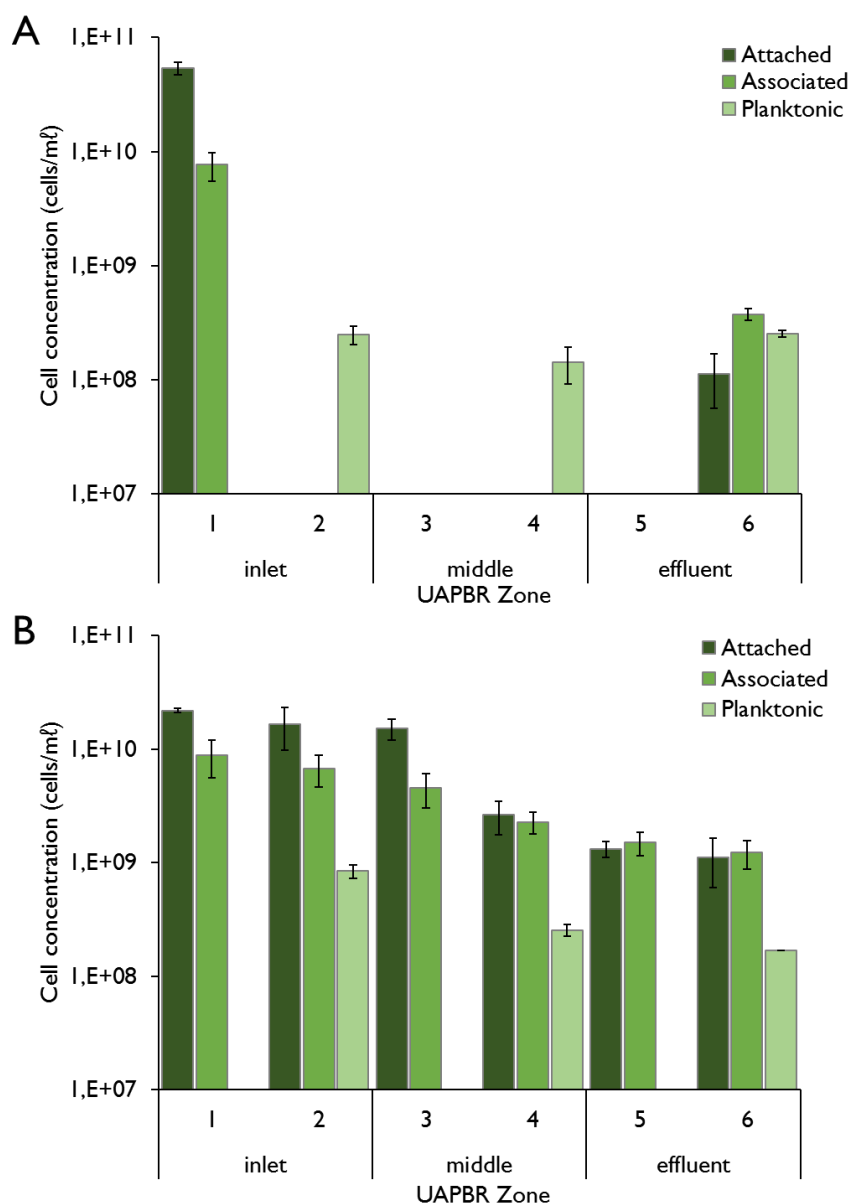 A
1,E+11
1,E+10
1,E+09
1,E+08
1,E+07
Cell concentration (cells/mℓ)
Attached
Associated
Planktonic
1 2 3 4 5 6
inlet middle effluent
UAPBR Zone
B
1,E+11
1,E+10
1,E+09
1,E+08
1,E+07
Cell concentration (cells/mℓ)
Attached
Associated
Planktonic
1 2 3 4 5 6
inlet middle effluent
UAPBR Zone